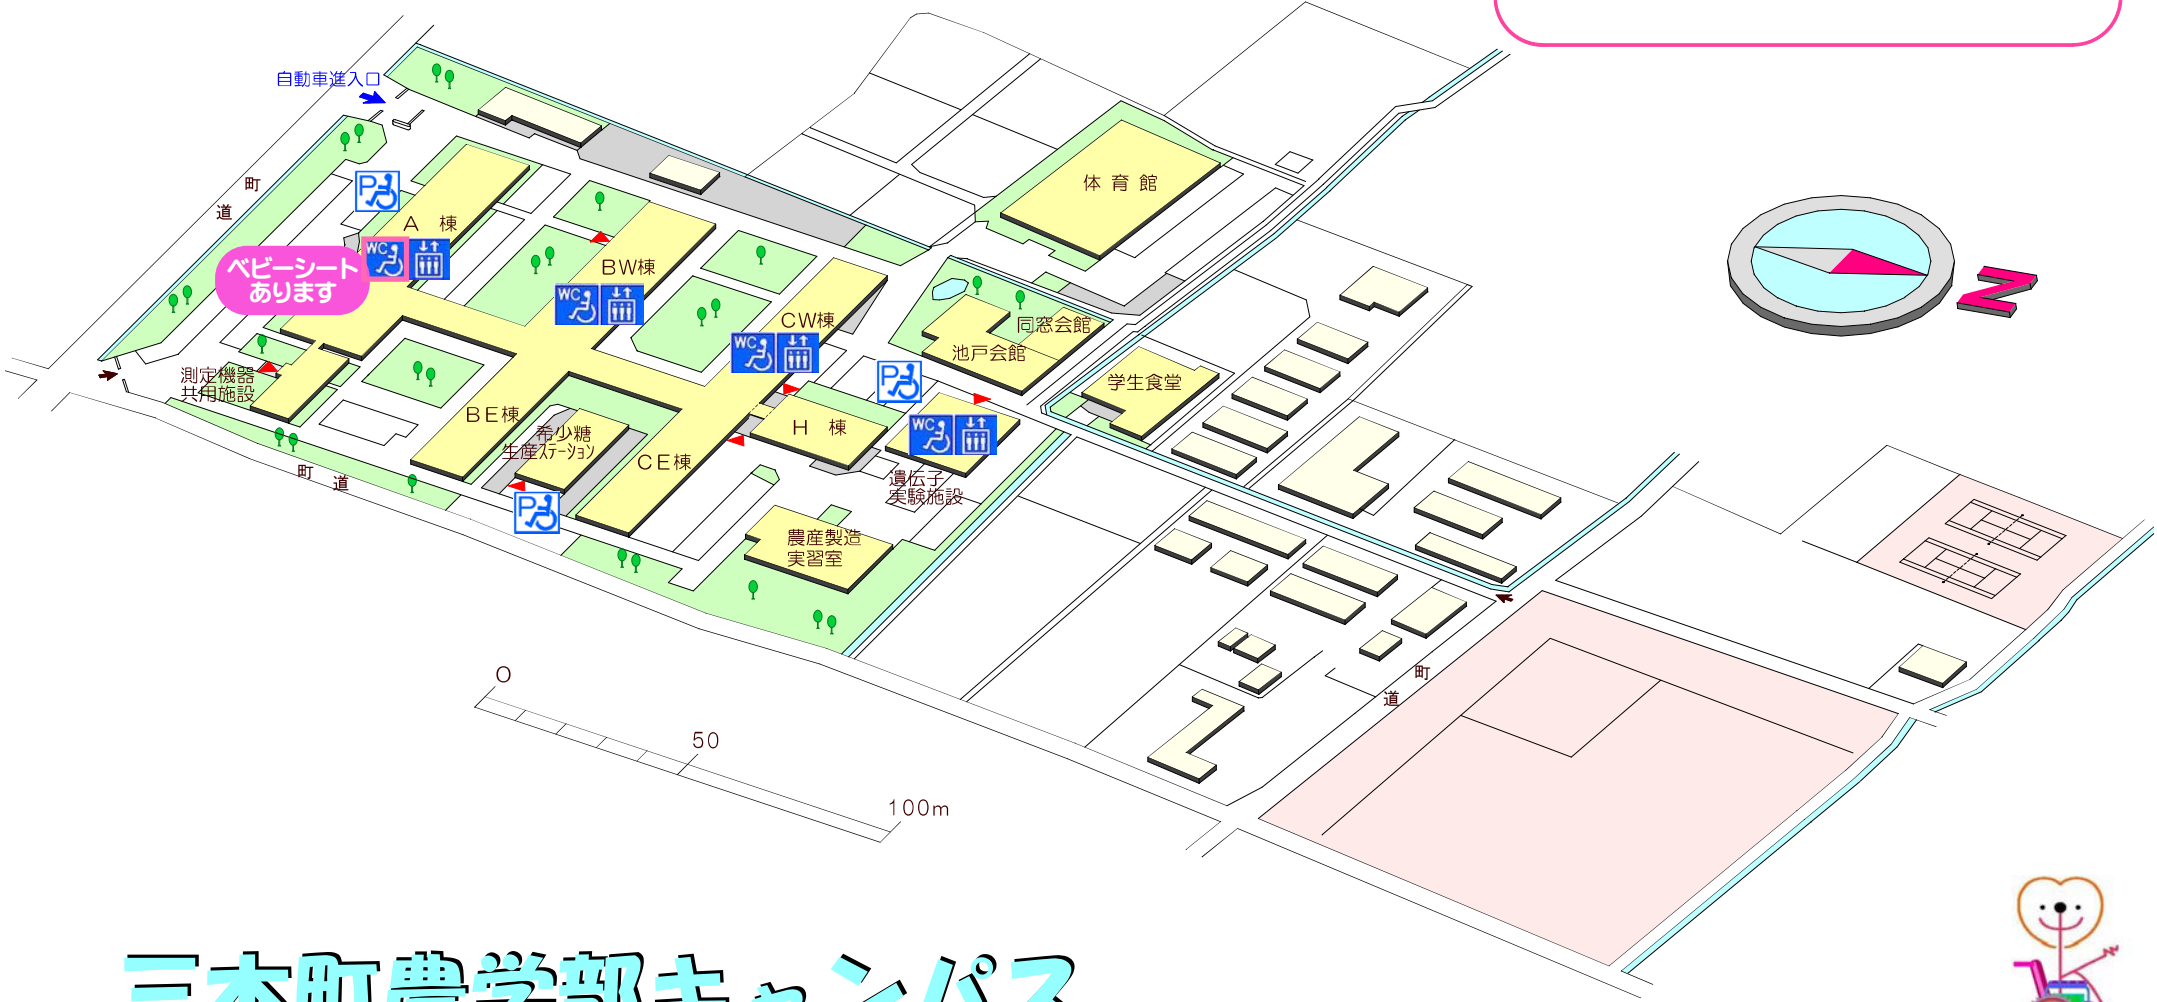 自動車進入口
町
道
P
A 棟
WC
ベビーシート
あります
BW棟
WC
CW棟
WC
体 育 館
同窓会館
池戸会館
学生食堂
測定機器
共用施設
BE棟
希少糖
生産ステーション
CE棟
P
H 棟
WC
遺伝子
実験施設
町
道
P
農産製造
実習室
N
町
道
0
50
100m
三木町農学部キャンパス